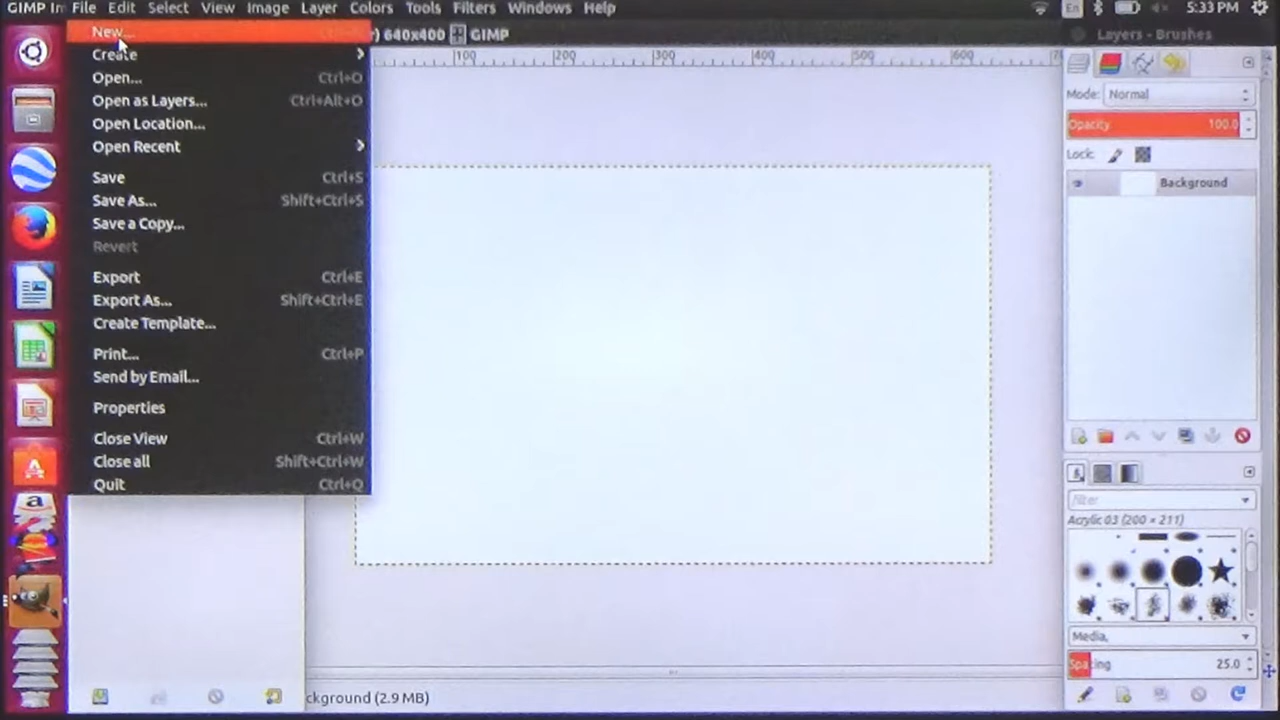 GIMP Im File Edit Select View Image Layer Colors Tools Filters Windows Help En 5:33 PM
New...
) 640x400 GIMP
Layers - Brushes
Create
100 200 300 400 500 600
Open... Ctrl+O
Mode: Normal
Open as Layers... Ctrl+Alt+O
Open Location...
Opacity 100.0
Open Recent
Lock:
Save Ctrl+S
Background
Save As... Shift+Ctrl+S
Save a Copy...
Revert
Export Ctrl+E
Export As... Shift+Ctrl+E
Create Template...
Print... Ctrl+P
Send by Email...
Properties
Close View Ctrl+W
Close all Shift+Ctrl+W
Quit Ctrl+Q
filter
Acrylic 03 (200 × 211)
Media,
Spacing 25.0
ckground (2.9 MB)